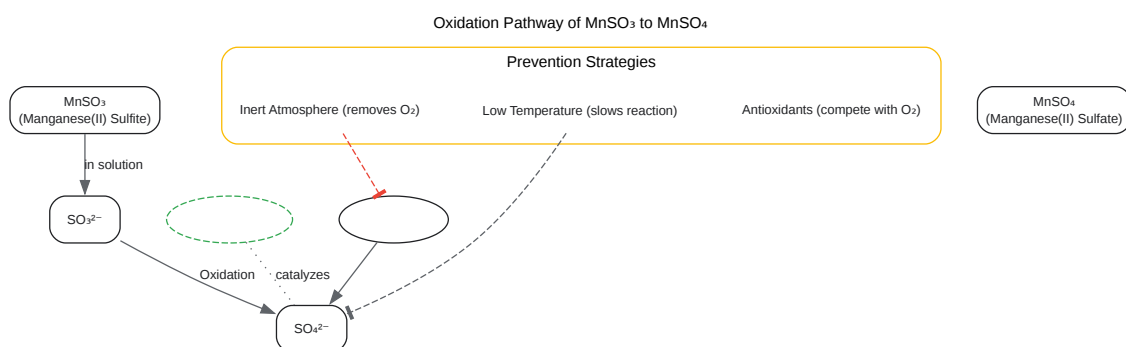 Oxidation Pathway of MnSO₃ to MnSO₄
Prevention Strategies
MnSO₃
(Manganese(II) Sulfite)
Inert Atmosphere (removes O₂)
Low Temperature (slows reaction)
Antioxidants (compete with O₂)
MnSO₄
(Manganese(II) Sulfate)
in solution
SO₃²⁻
Oxidation
catalyzes
SO₄²⁻